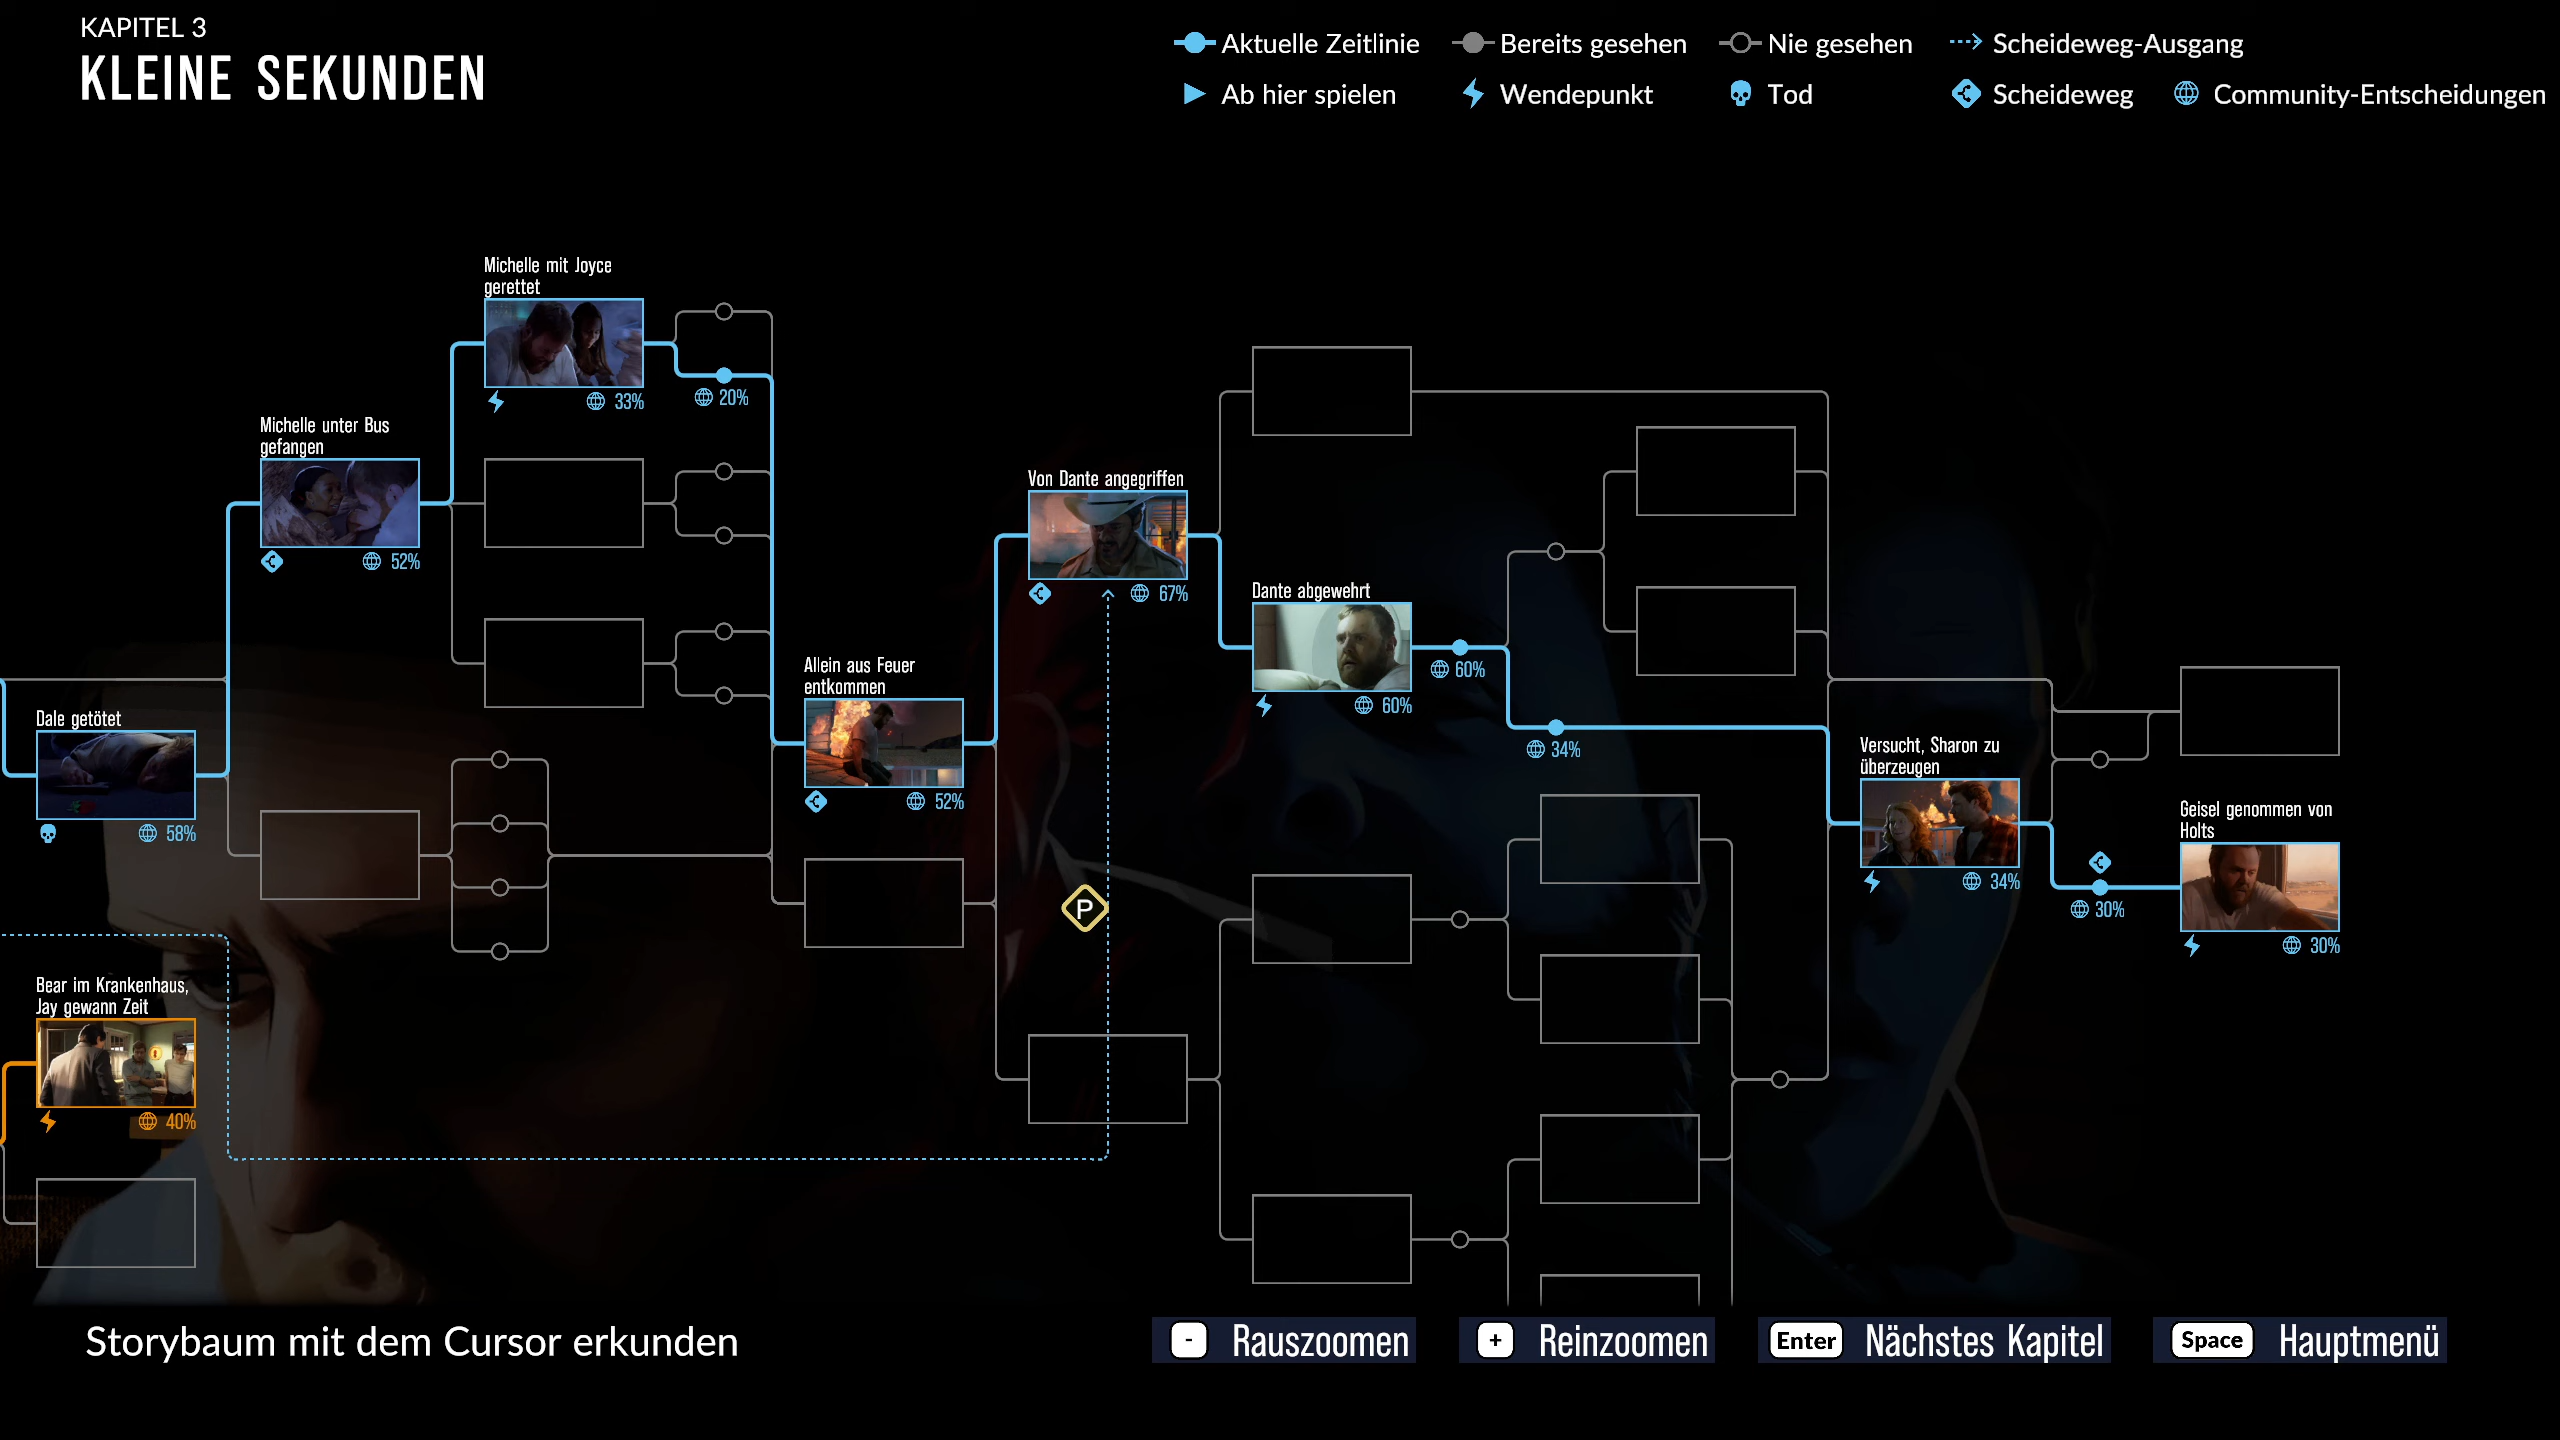 KAPITEL 3
KLEINE SEKUNDEN
Aktuelle Zeitlinie
Bereits gesehen
Nie gesehen
Scheideweg-Ausgang
Ab hier spielen
Wendepunkt
Tod
Scheideweg
Community-Entscheidungen
Michelle mit Joyce
gerettet
33%
20%
Michelle unter Bus
gefangen
52%
Von Dante angegriffen
67%
Dante abgewehrt
60%
60%
34%
Allein aus Feuer
entkommen
52%
Dale getötet
58%
Versucht, Sharon zu
überzeugen
34%
Geisel genommen von
Holts
30%
30%
P
Bear im Krankenhaus,
Jay gewann Zeit
40%
Storybaum mit dem Cursor erkunden
- Rauszoomen
+ Reinzoomen
Enter Nächstes Kapitel
Space Hauptmenü